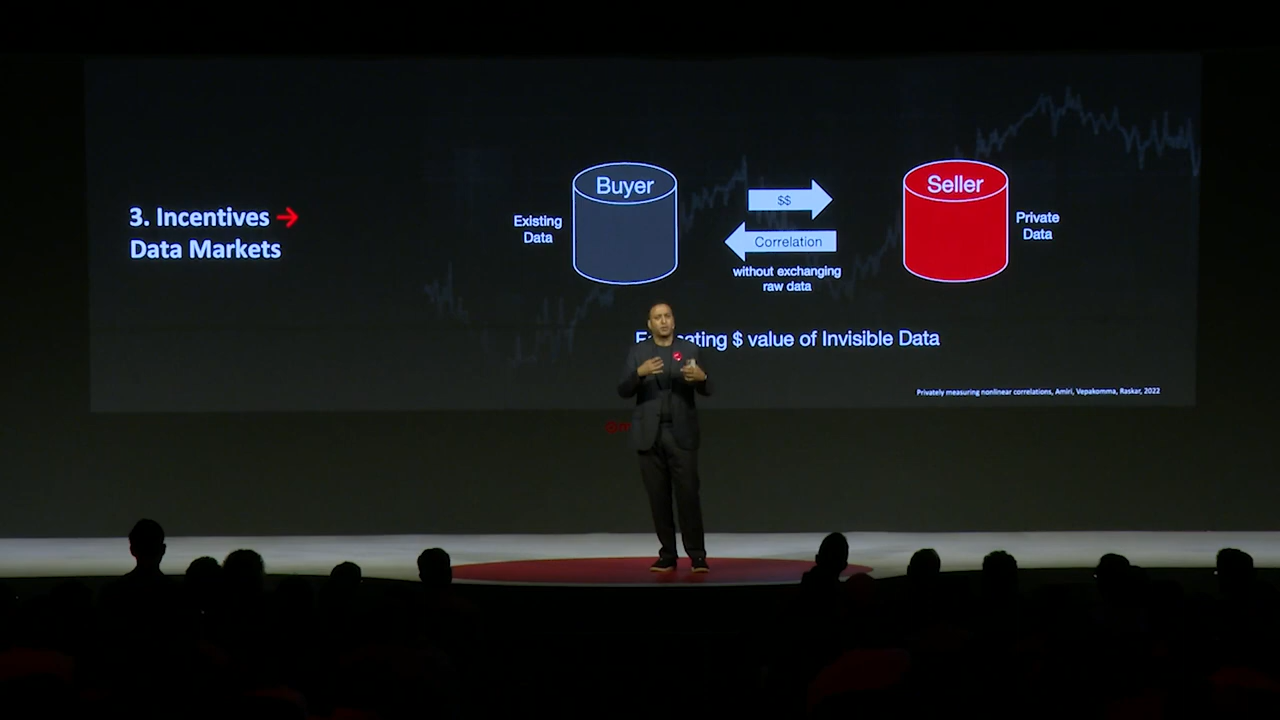 3. Incentives →
Data Markets
Existing
Data
Buyer
$$
Correlation
without exchanging
raw data
Seller
Private
Data
$ value of Invisible Data
Privately measuring nonlinear correlations, Amiri, Vepakomma, Raskar, 2022